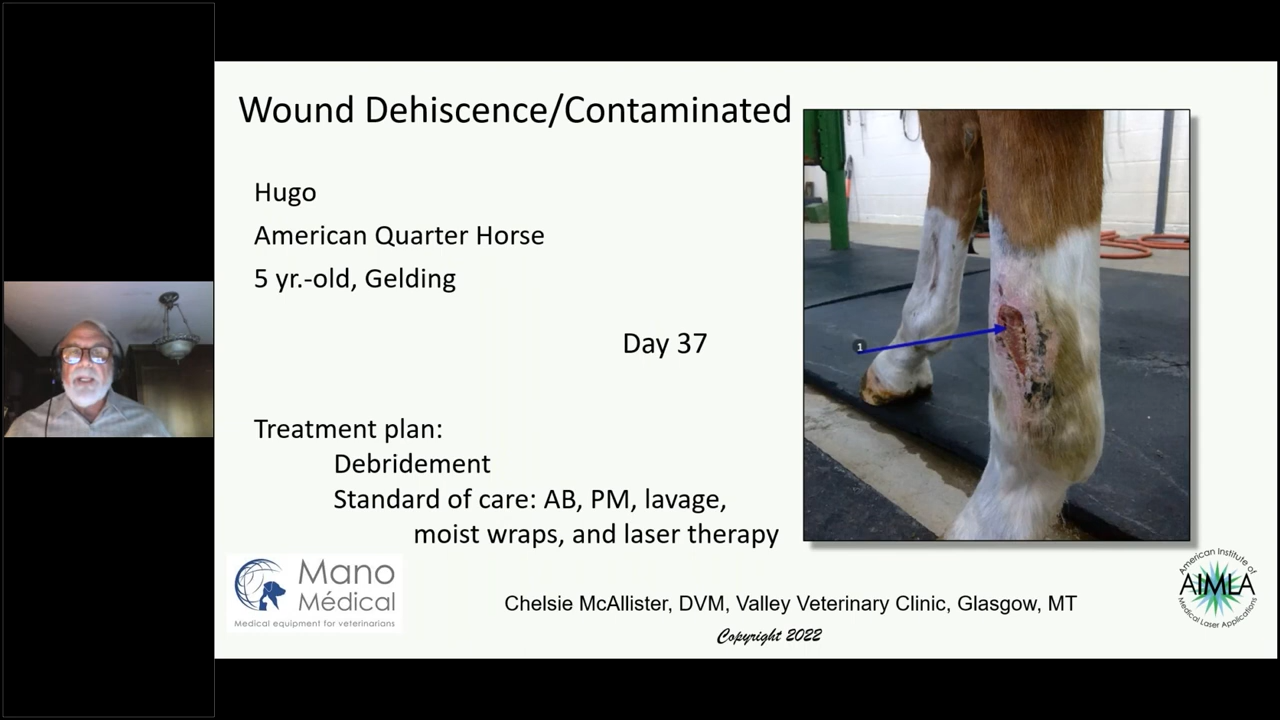 Wound Dehiscence/Contaminated
Hugo
American Quarter Horse
5 yr.-old, Gelding
Day 37
1
Treatment plan:
Debridement
Standard of care: AB, PM, lavage,
moist wraps, and laser therapy
Mano
Médical
Medical equipment for veterinarians
Chelsie McAllister, DVM, Valley Veterinary Clinic, Glasgow, MT
Copyright 2022
American Institute of
AIMLA
Medical Laser Applications